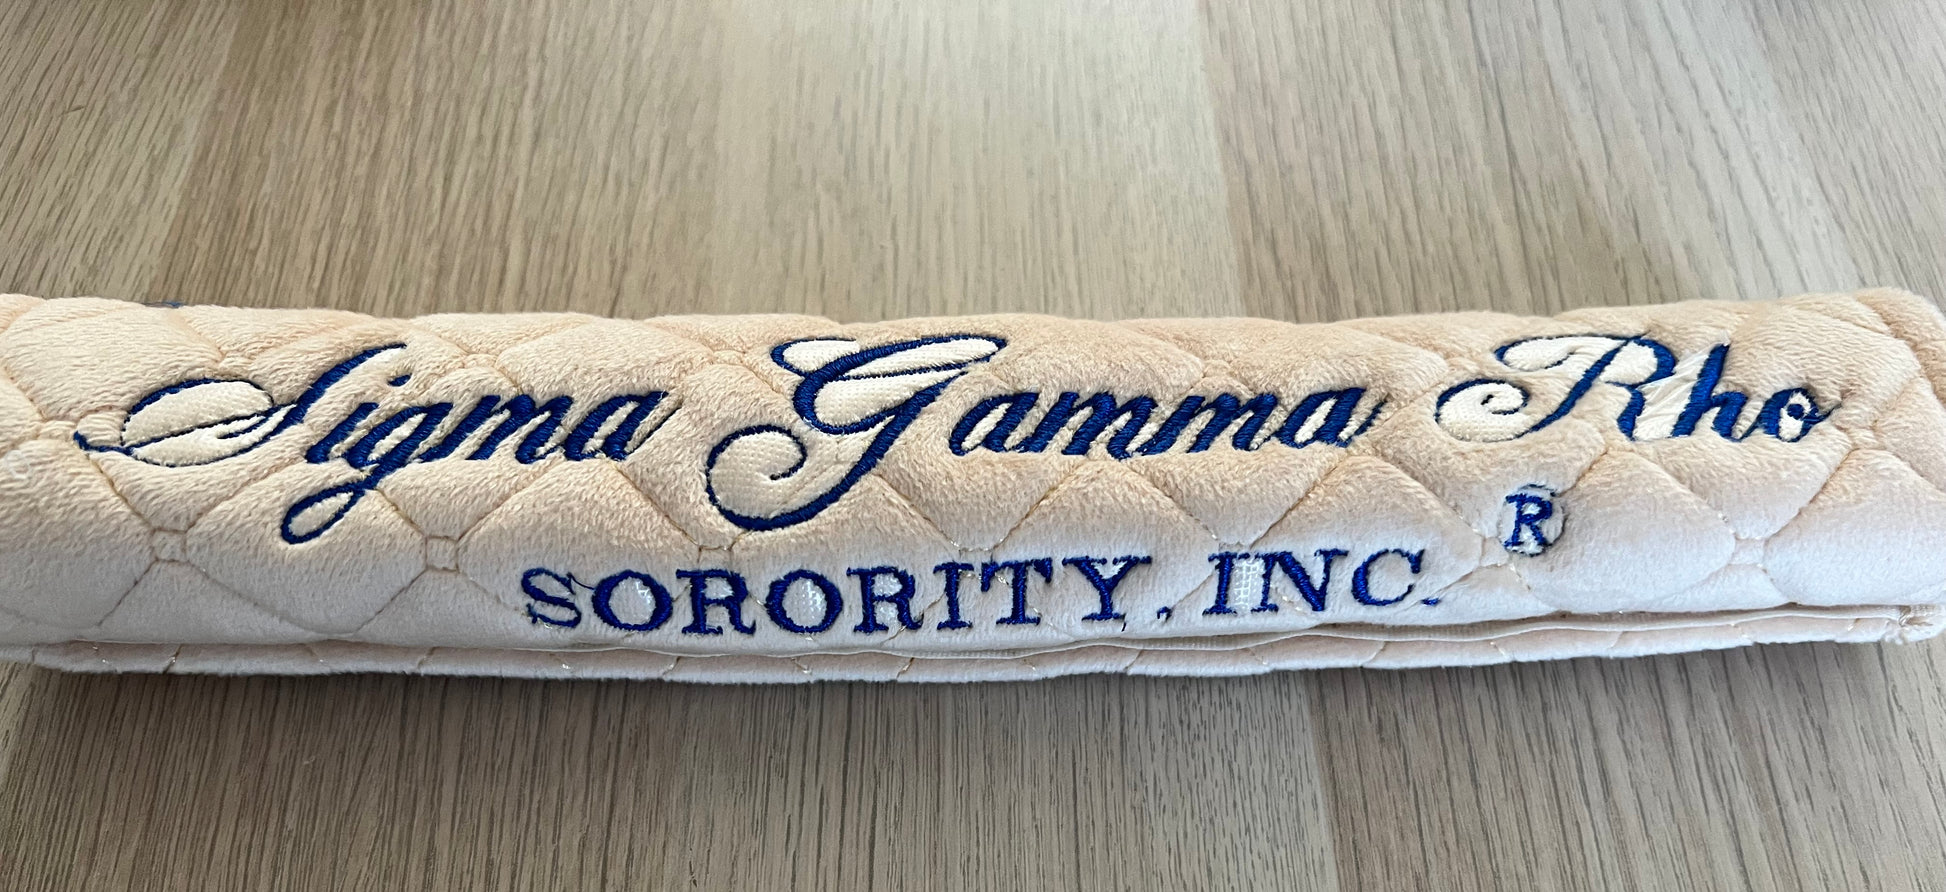 Sigma Gamma Rho
SORORITY, INC. R